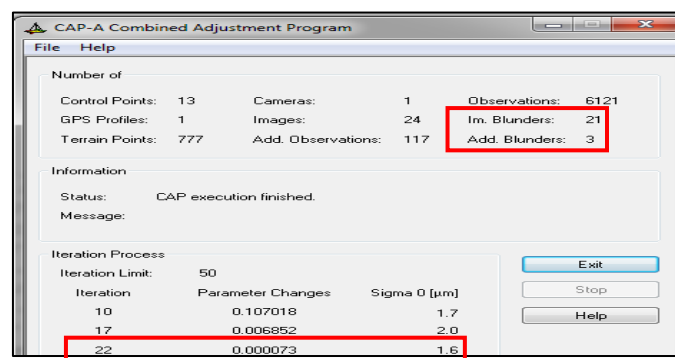 CAP-A Combined Adjustment Program
File Help
Number of
Control Points: 13 Cameras: 1 Observations: 6121
GPS Profiles: 1 Images: 24 Im. Blunders: 21
Terrain Points: 777 Add. Observations: 117 Add. Blunders: 3
Information
Status: CAP execution finished.
Message:
Iteration Process
Iteration Limit: 50
Iteration Parameter Changes Sigma 0 [µm]
10 0.107018 1.7
17 0.006852 2.0
22 0.000073 1.6
Exit
Stop
Help